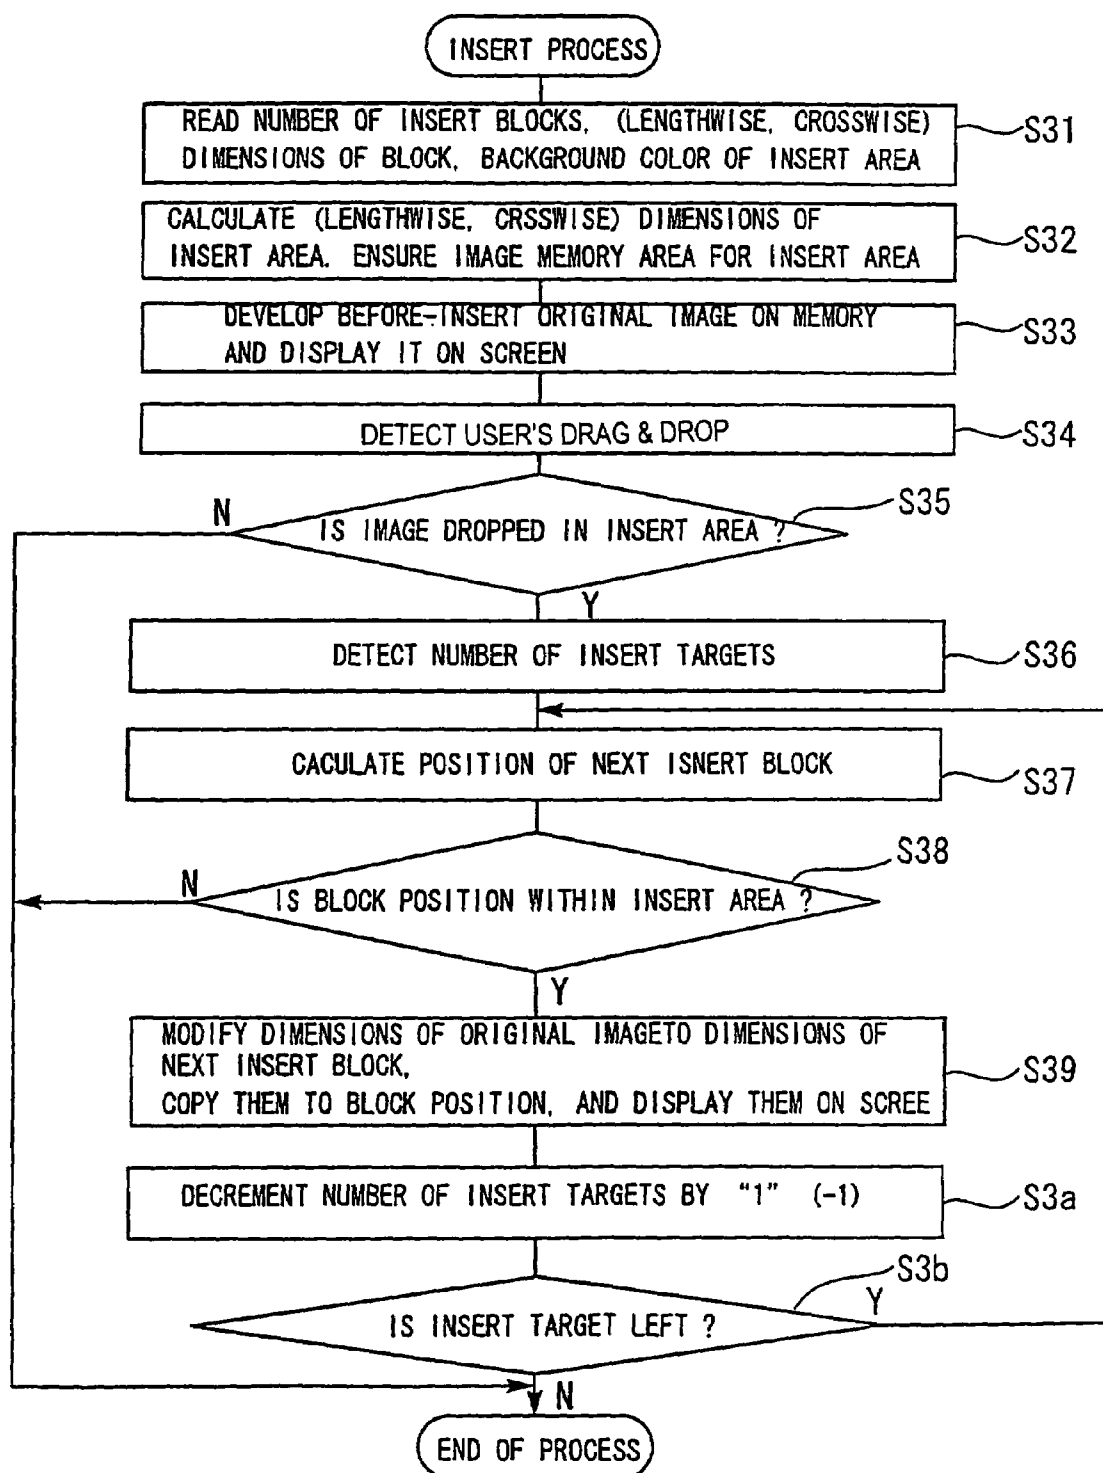 INSERT PROCESS
READ NUMBER OF INSERT BLOCKS, (LENGTHWISE, CROSSWISE)
DIMENSIONS OF BLOCK, BACKGROUND COLOR OF INSERT AREA
S31
CALCULATE (LENGTHWISE, CRSSWISE) DIMENSIONS OF
INSERT AREA. ENSURE IMAGE MEMORY AREA FOR INSERT AREA
S32
DEVELOP BEFORE-INSERT ORIGINAL IMAGE ON MEMORY
AND DISPLAY IT ON SCREEN
S33
DETECT USER'S DRAG & DROP
S34
S35
N
IS IMAGE DROPPED IN INSERT AREA ?
Y
DETECT NUMBER OF INSERT TARGETS
S36
CACULATE POSITION OF NEXT ISNERT BLOCK
S37
S38
N
IS BLOCK POSITION WITHIN INSERT AREA ?
Y
MODIFY DIMENSIONS OF ORIGINAL IMAGETO DIMENSIONS OF
NEXT INSERT BLOCK,
COPY THEM TO BLOCK POSITION, AND DISPLAY THEM ON SCREE
S39
DECREMENT NUMBER OF INSERT TARGETS BY "1" (-1)
S3a
S3b
Y
IS INSERT TARGET LEFT ?
N
END OF PROCESS